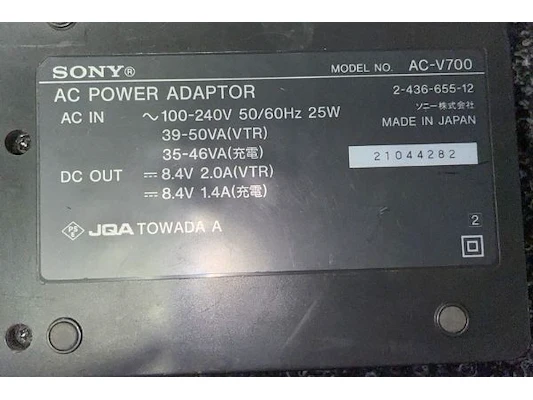 SONY® MODEL NO. AC-V700
AC POWER ADAPTOR 2-436-655-12
AC IN ～100-240V 50/60Hz 25W ソニー株式会社
39-50VA(VTR) MADE IN JAPAN
35-46VA(充電) 21044282
DC OUT ⎓8.4V 2.0A(VTR)
⎓8.4V 1.4A(充電)
PS E JQA TOWADA A 2